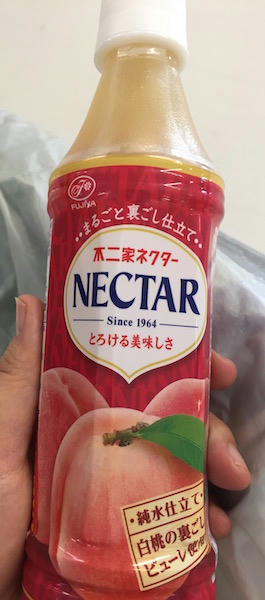 FUJIYA
まるごと裏ごし仕立て
不二家ネクター
NECTAR
Since 1964
とろける美味しさ
・純水仕立て・
白桃の裏ごし
ピューレ使用